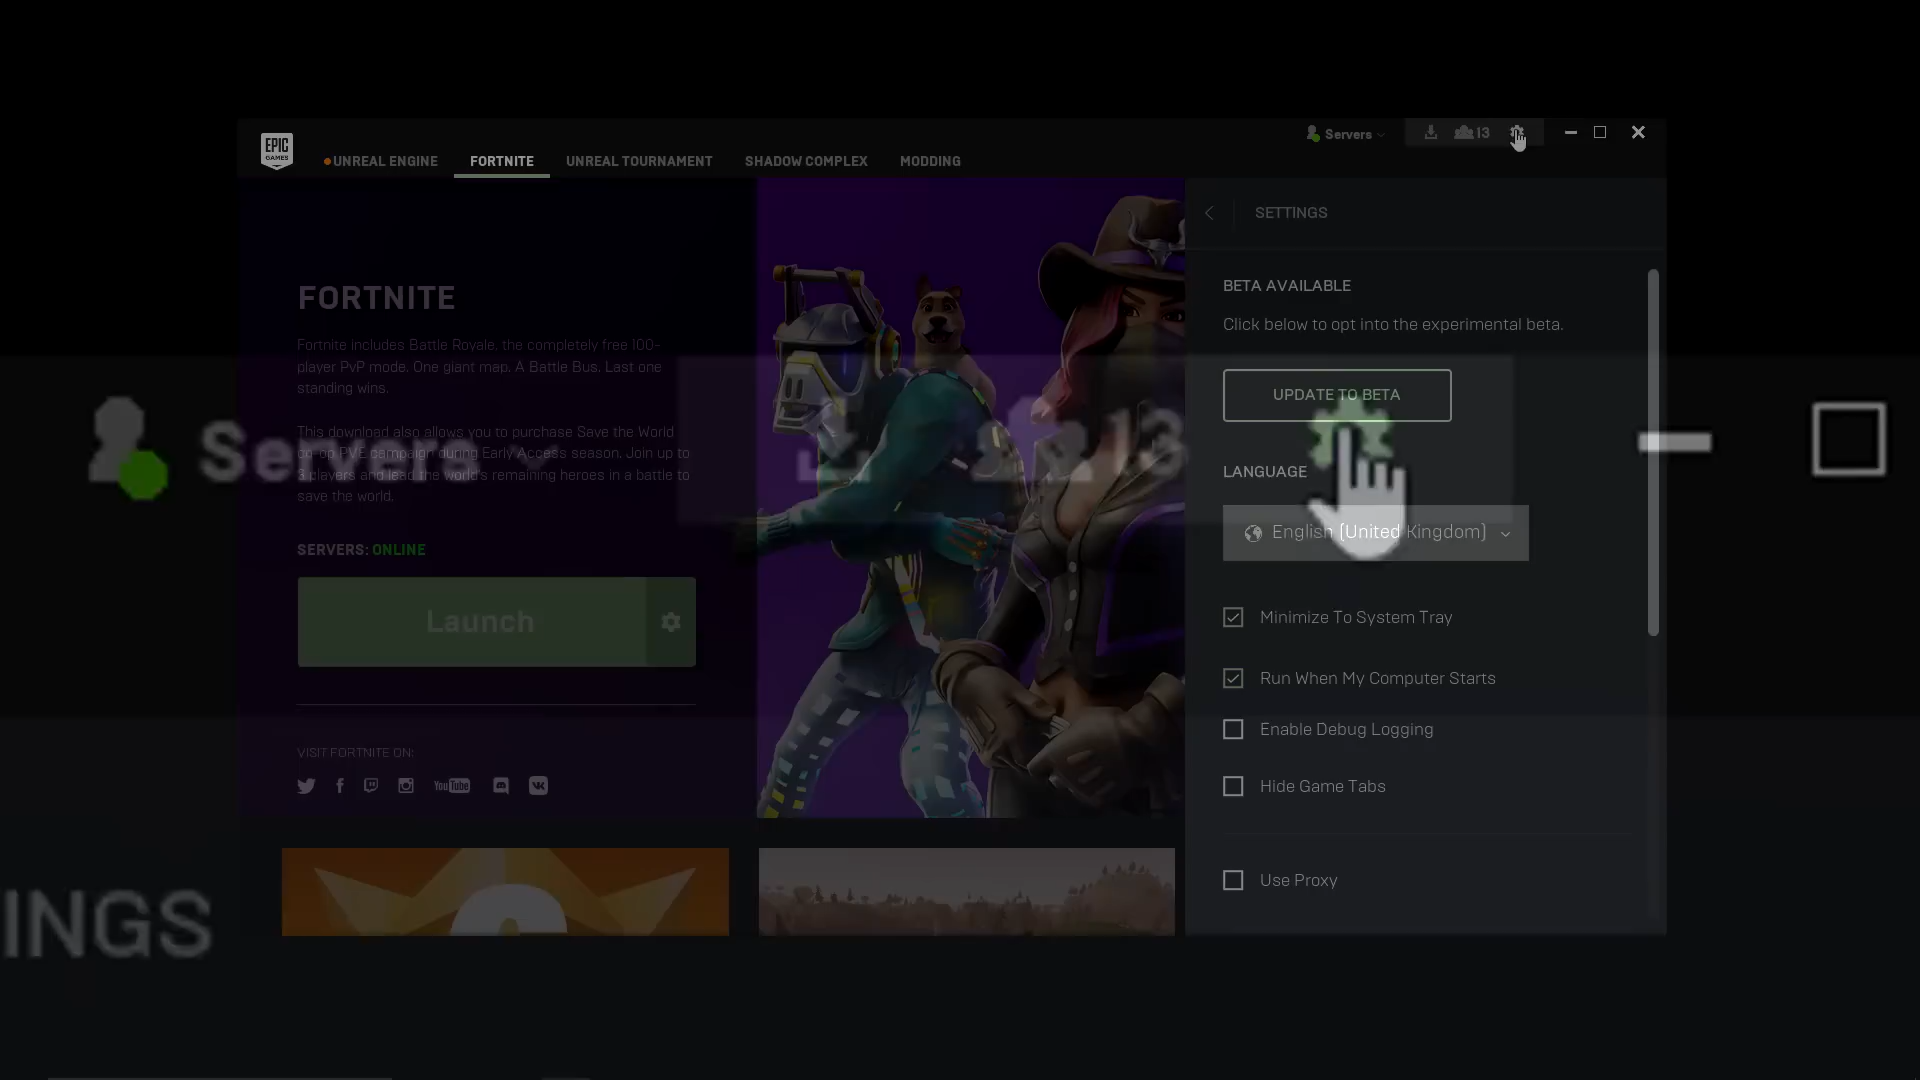 Servers
13
EPIC
GAMES
UNREAL ENGINE
FORTNITE
UNREAL TOURNAMENT
SHADOW COMPLEX
MODDING
SETTINGS
FORTNITE
Fortnite includes Battle Royale, the completely free 100-
player PvP mode. One giant map. A Battle Bus. Last one
standing wins.
This download also allows you to purchase Save the World
co-op PVE campaign during Early Access season. Join up to
3 players and lead the world's remaining heroes in a battle to
save the world.
SERVERS: ONLINE
Launch
VISIT FORTNITE ON:
You Tube
BETA AVAILABLE
Click below to opt into the experimental beta.
UPDATE TO BETA
LANGUAGE
English (United Kingdom)
Minimize To System Tray
Run When My Computer Starts
Enable Debug Logging
Hide Game Tabs
Use Proxy
Servers
13
INGS